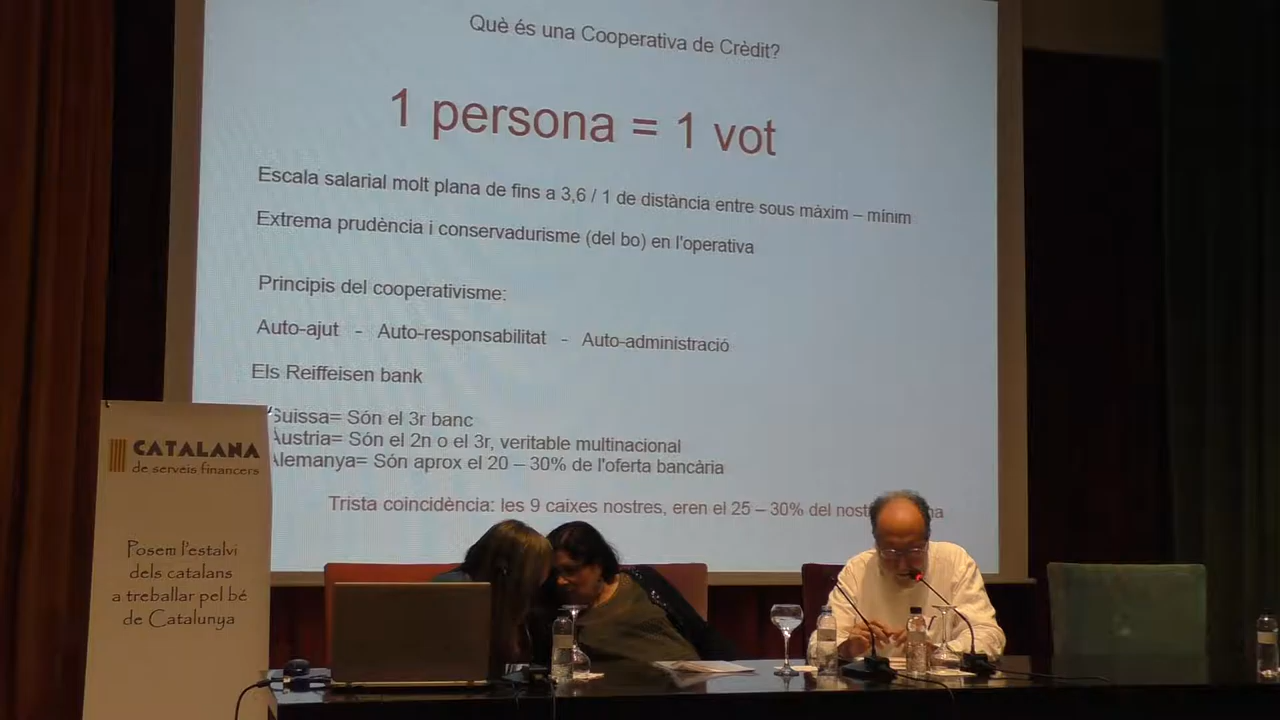 Què és una Cooperativa de Crèdit?
1 persona = 1 vot
Escala salarial molt plana de fins a 3,6 / 1 de distància entre sous màxim – mínim
Extrema prudència i conservadurisme (del bo) en l'operativa
Principis del cooperativisme:
Auto-ajut - Auto-responsabilitat - Auto-administració
Els Reiffeisen bank
Suissa= Són el 3r banc
Àustria= Són el 2n o el 3r, veritable multinacional
Alemanya= Són aprox el 20 – 30% de l'oferta bancària
Trista coincidència: les 9 caixes nostres, eren el 25 – 30% del
CATALANA
de serveis financers
Posem l'estalvi
dels catalans
a treballar pel bé
de Catalunya